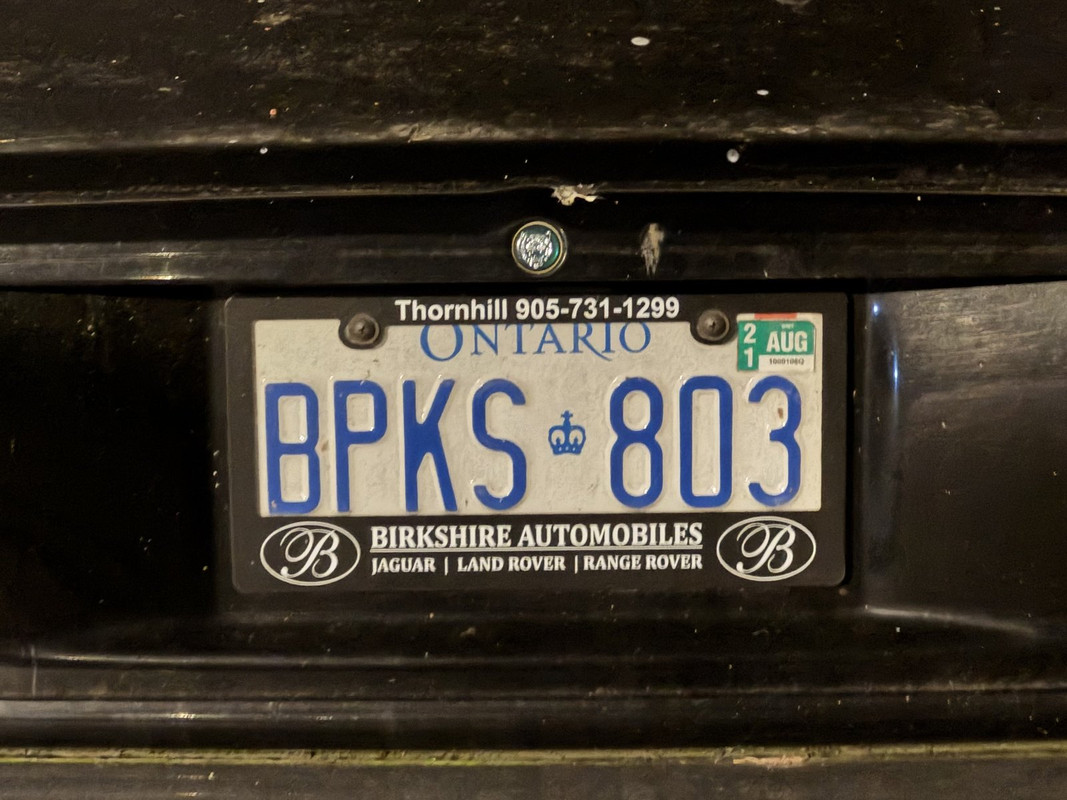 Thornhill 905-731-1299
ONTARIO
21 AUG
BPKS 803
B BIRKSHIRE AUTOMOBILES B
JAGUAR | LAND ROVER | RANGE ROVER